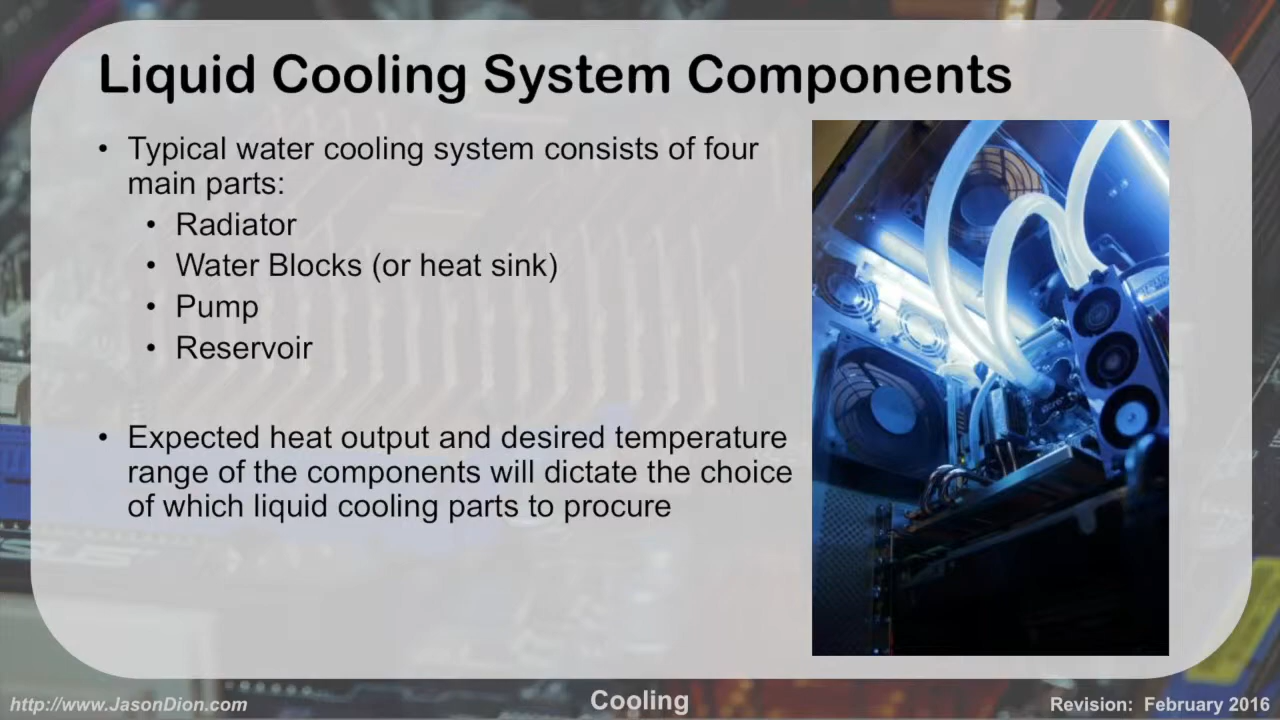 Liquid Cooling System Components
• Typical water cooling system consists of four
main parts:
• Radiator
• Water Blocks (or heat sink)
• Pump
• Reservoir
• Expected heat output and desired temperature
range of the components will dictate the choice
of which liquid cooling parts to procure
http://www.JasonDion.com
Cooling
Revision: February 2016